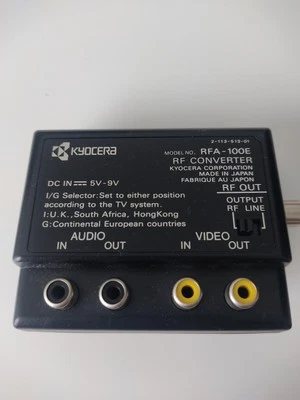 2-113-613-01
KYOCERA
MODEL NO. RFA-100E
RF CONVERTER
KYOCERA CORPORATION
MADE IN JAPAN
FABRIQUE AU JAPON
DC IN 5V-9V
I/G Selector: Set to either position
according to the TV system.
I: U.K., South Africa, HongKong
G: Continental European countries
RF OUT
OUTPUT
RF LINE
AUDIO
IN OUT
VIDEO
IN OUT